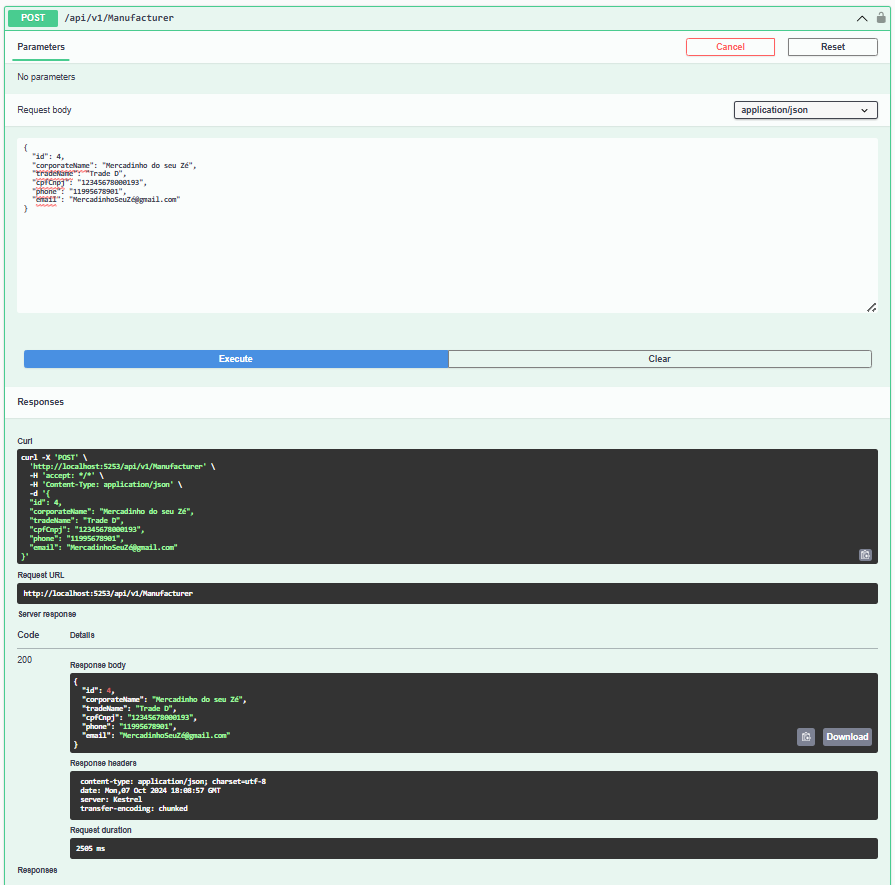 POST /api/v1/Manufacturer
Parameters
Cancel
Reset
No parameters
Request body
application/json
{
"id": 4,
"corporateName": "Mercadinho do seu Zé",
"tradeName": "Trade D",
"cpfCnpj": "12345678000193",
"phone": "11995678901",
"email": "MercadinhoSeuZé@gmail.com"
}
Execute
Clear
Responses
Curl
curl -X 'POST' \
'http://localhost:5253/api/v1/Manufacturer' \
-H 'accept: */*' \
-H 'Content-Type: application/json' \
-d '{
"id": 4,
"corporateName": "Mercadinho do seu Zé",
"tradeName": "Trade D",
"cpfCnpj": "12345678000193",
"phone": "11995678901",
"email": "MercadinhoSeuZé@gmail.com"
}'
Request URL
http://localhost:5253/api/v1/Manufacturer
Server response
Code
Details
200
Response body
{
"id": 4,
"corporateName": "Mercadinho do seu Zé",
"tradeName": "Trade D",
"cpfCnpj": "12345678000193",
"phone": "11995678901",
"email": "MercadinhoSeuZé@gmail.com"
}
Download
Response headers
content-type: application/json; charset=utf-8
date: Mon,07 Oct 2024 18:08:57 GMT
server: Kestrel
transfer-encoding: chunked
Request duration
2505 ms
Responses